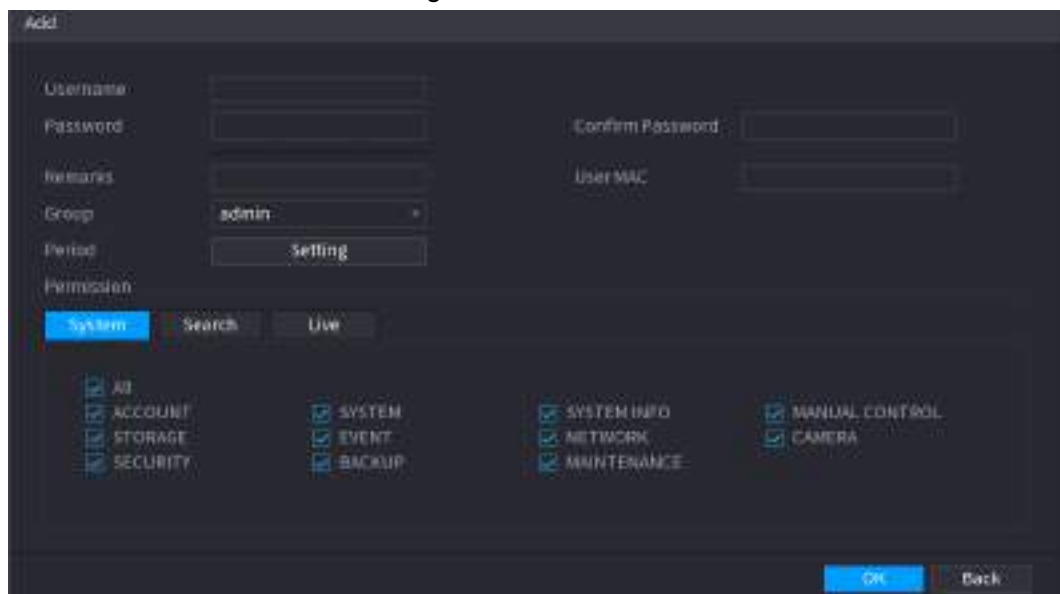 Add
Username
Password Confirm Password
Remarks User MAC
Group admin
Period Setting
Permission
System Search Live
All
ACCOUNT SYSTEM SYSTEM INFO MANUAL CONTROL
STORAGE EVENT NETWORK CAMERA
SECURITY BACKUP MAINTENANCE
OK Back